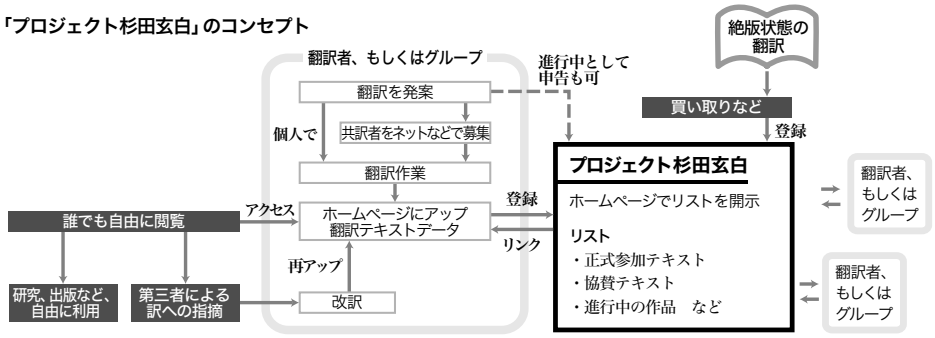 「プロジェクト杉田玄白」のコンセプト
翻訳者、もしくはグループ
翻訳を発案
個人で
共訳者をネットなどで募集
翻訳作業
ホームページにアップ
翻訳テキストデータ
再アップ
改訳
アクセス
誰でも自由に閲覧
研究、出版など、
自由に利用
第三者による
訳への指摘
進行中として
申告も可
登録
リンク
絶版状態の
翻訳
買い取りなど
登録
プロジェクト杉田玄白
ホームページでリストを開示
リスト
・正式参加テキスト
・協賛テキスト
・進行中の作品　など
翻訳者、
もしくは
グループ
翻訳者、
もしくは
グループ